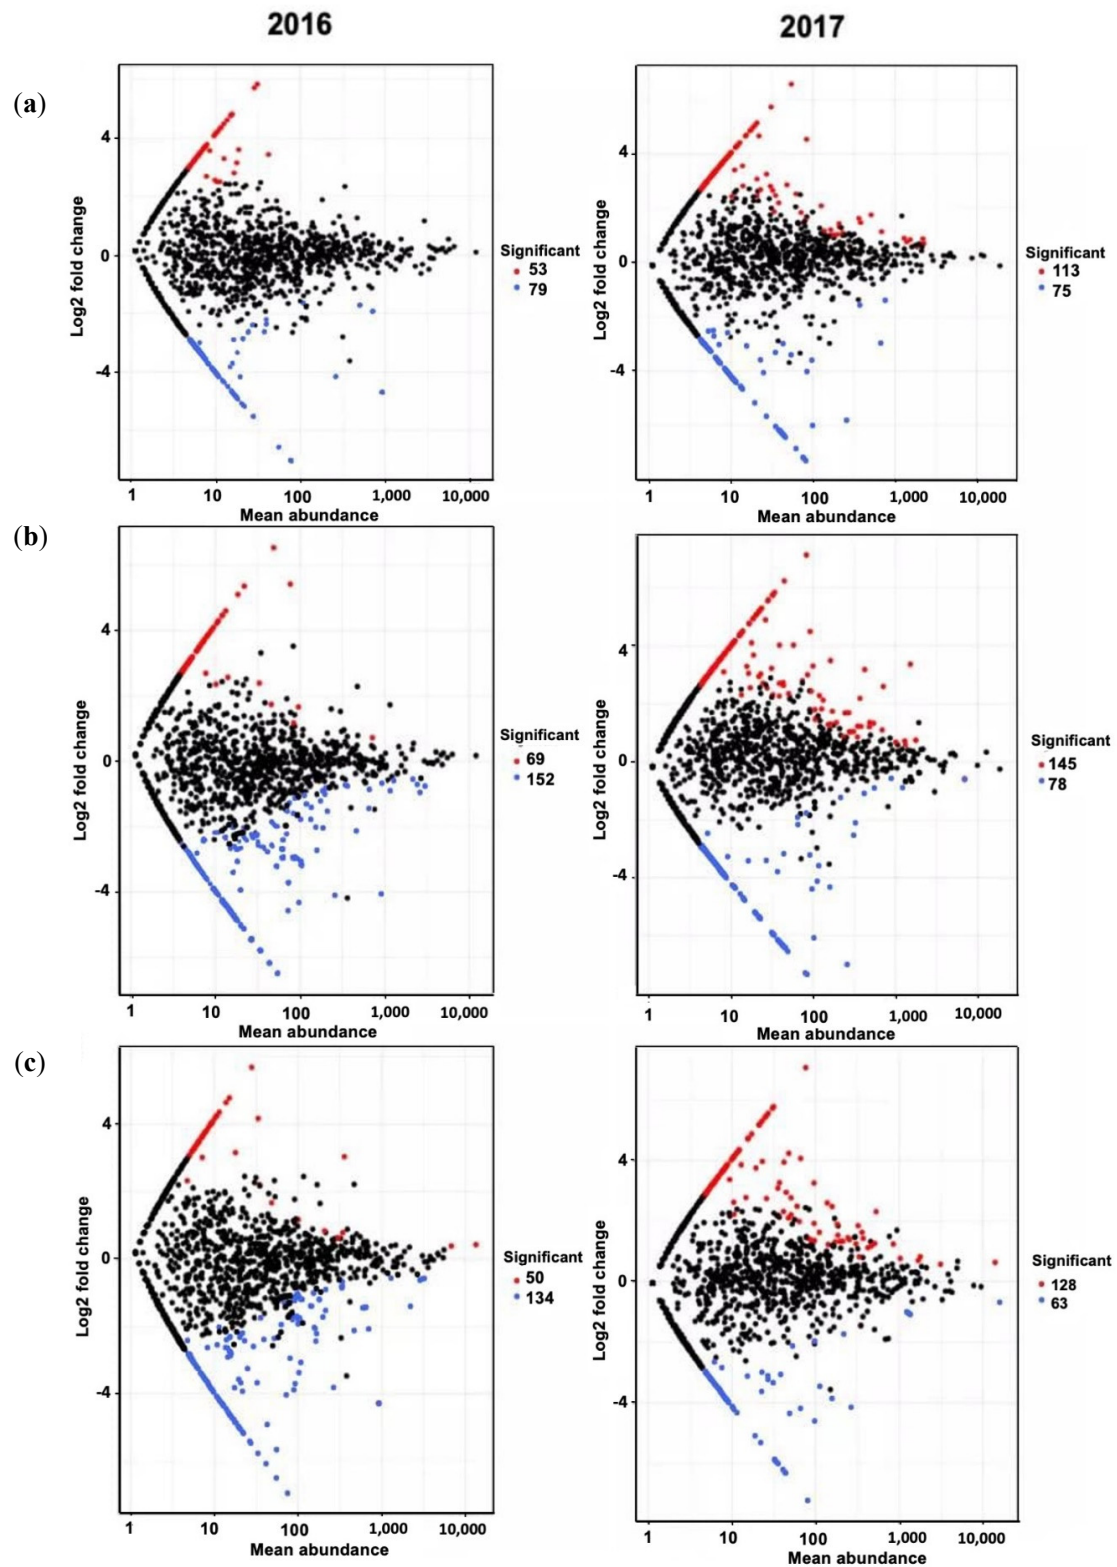 2016
2017
(a)
4
0
-4
Log2 fold change
1
10
100
1,000
10,000
Mean abundance
Significant
53
79
4
0
-4
Log2 fold change
1
10
100
1,000
10,000
Mean abundance
Significant
113
75
(b)
4
0
-4
Log2 fold change
1
10
100
1,000
10,000
Mean abundance
Significant
69
152
4
0
-4
Log2 fold change
1
10
100
1,000
10,000
Mean abundance
Significant
145
78
(c)
4
0
-4
Log2 fold change
1
10
100
1,000
10,000
Mean abundance
Significant
50
134
4
0
-4
Log2 fold change
1
10
100
1,000
10,000
Mean abundance
Significant
128
63